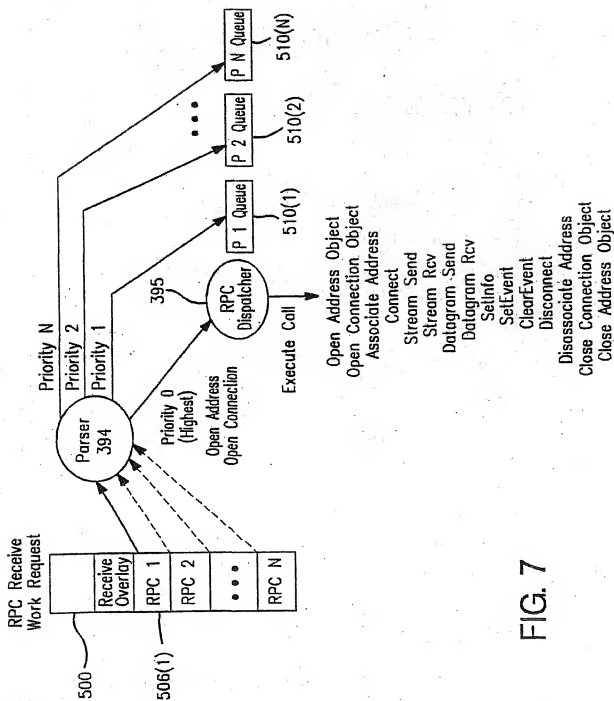 RPC Receive
Work Request
500
Receive
Overlay
506(1)
RPC 1
RPC 2
• • •
RPC N
Parser
394
Priority N
Priority 2
Priority 1
Priority 0
(Highest)
Open Address
Open Connection
395
RPC
Dispatcher
P 1 Queue
510(1)
P 2 Queue
510(2)
• • •
P N Queue
510(N)
Execute Call
Open Address Object
Open Connection Object
Associate Address
Connect
Stream Send
Stream Rcv
Datagram Send
Datagram Rcv
SetInfo
SetEvent
ClearEvent
Disconnect
Disassociate Address
Close Connection Object
Close Address Object
FIG. 7